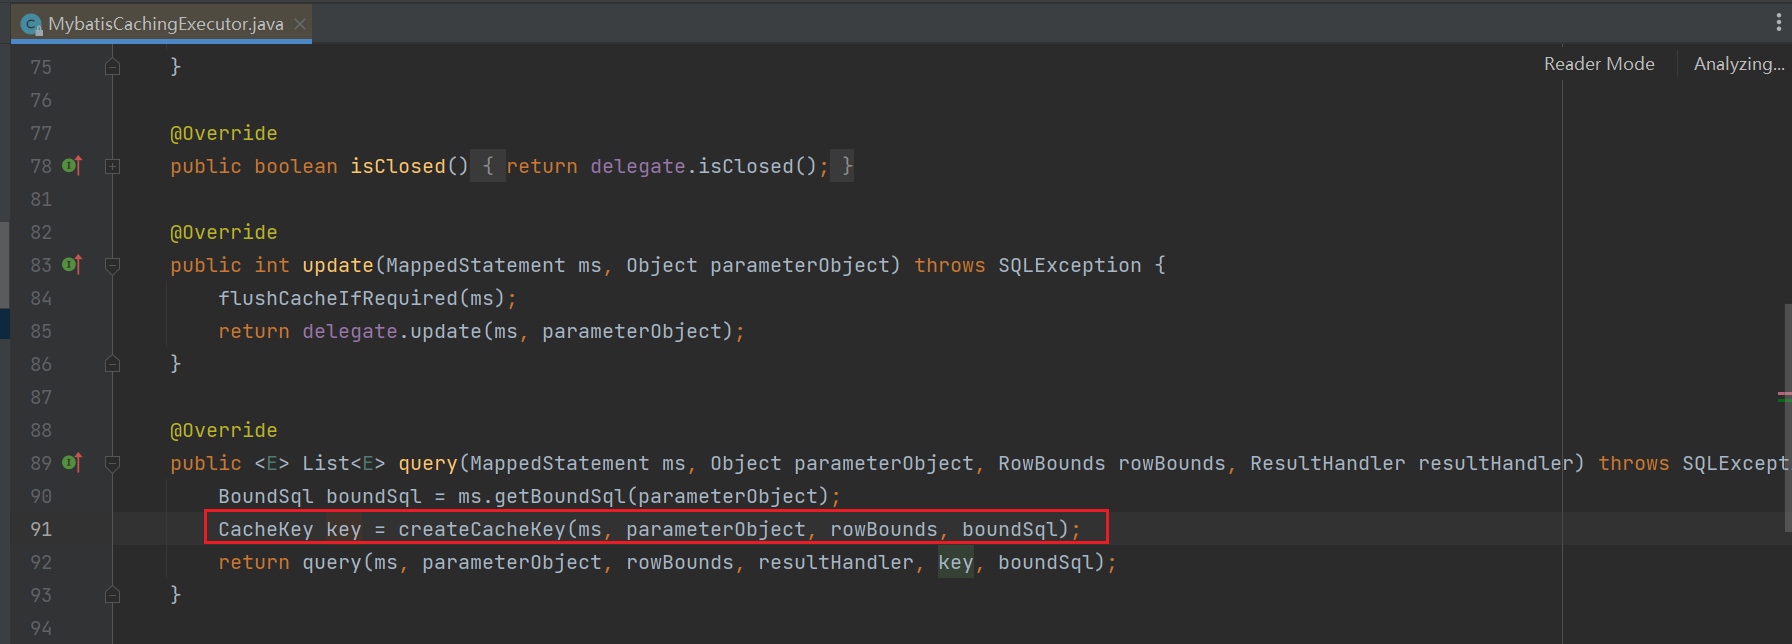 MybatisCachingExecutor.java
Reader Mode
Analyzing...
75 }
76
77 @Override
78 public boolean isClosed() { return delegate.isClosed(); }
81
82 @Override
83 public int update(MappedStatement ms, Object parameterObject) throws SQLException {
84 flushCacheIfRequired(ms);
85 return delegate.update(ms, parameterObject);
86 }
87
88 @Override
89 public <E> List<E> query(MappedStatement ms, Object parameterObject, RowBounds rowBounds, ResultHandler resultHandler) throws SQLExcept
90 BoundSql boundSql = ms.getBoundSql(parameterObject);
91 CacheKey key = createCacheKey(ms, parameterObject, rowBounds, boundSql);
92 return query(ms, parameterObject, rowBounds, resultHandler, key, boundSql);
93 }
94